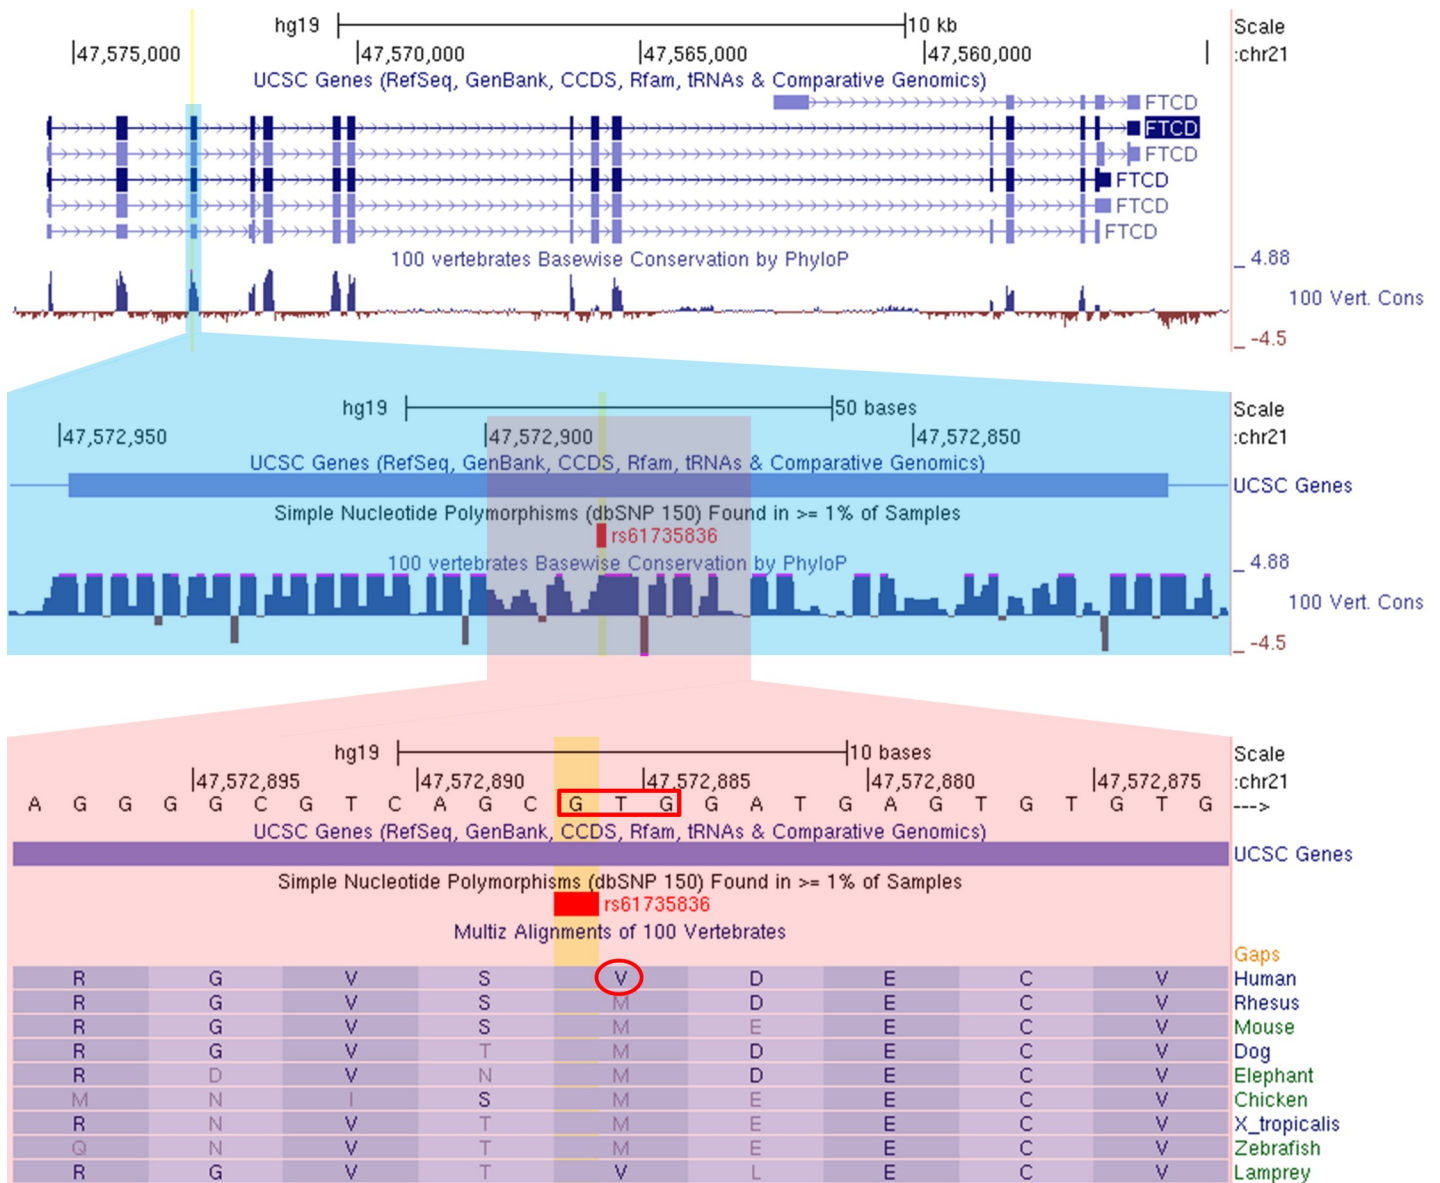 hg19 10 kb Scale
47,575,000 47,570,000 47,565,000 47,560,000 :chr21
UCSC Genes (RefSeq, GenBank, CCDS, Rfam, tRNAs & Comparative Genomics)
FTCD
FTCD
FTCD
FTCD
FTCD
FTCD
100 vertebrates Basewise Conservation by PhyloP
4.88
100 Vert. Cons
-4.5
hg19 50 bases Scale
47,572,950 47,572,900 47,572,850 :chr21
UCSC Genes (RefSeq, GenBank, CCDS, Rfam, tRNAs & Comparative Genomics)
UCSC Genes
Simple Nucleotide Polymorphisms (dbSNP 150) Found in >= 1% of Samples
rs61735836
100 vertebrates Basewise Conservation by PhyloP
4.88
100 Vert. Cons
-4.5
hg19 10 bases Scale
47,572,895 47,572,890 47,572,885 47,572,880 47,572,875 :chr21
A G G G G C G T C A G C G T G G A T G A G T G T G T G --->
UCSC Genes (RefSeq, GenBank, CCDS, Rfam, tRNAs & Comparative Genomics)
UCSC Genes
Simple Nucleotide Polymorphisms (dbSNP 150) Found in >= 1% of Samples
rs61735836
Multiz Alignments of 100 Vertebrates
Gaps
R G V S V D E C V Human
R G V S M D E C V Rhesus
R G V S M E E C V Mouse
R G V T M D E C V Dog
R D V N M D E C V Elephant
M N I S M E E C V Chicken
R N V T M E E C V X_tropicalis
Q N V T M E E C V Zebrafish
R G V T V L E C V Lamprey